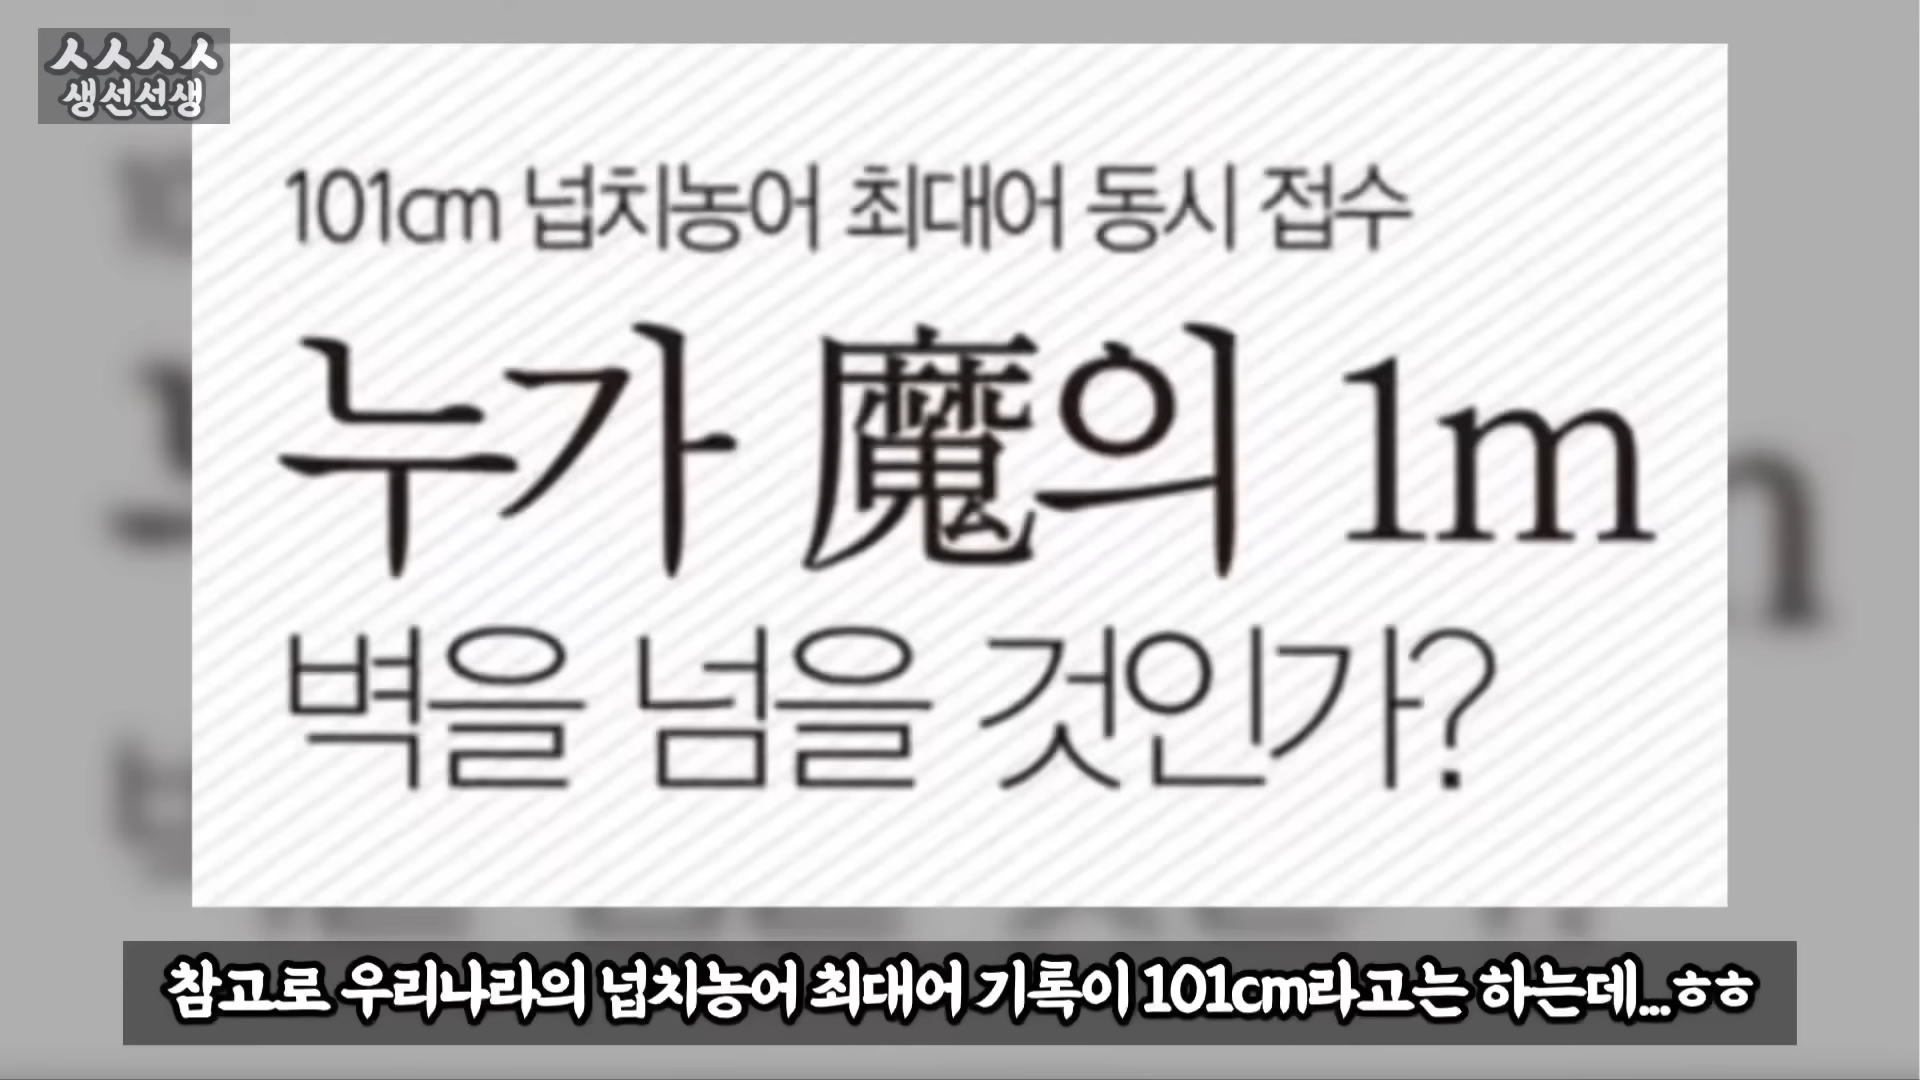 ㅅㅅㅅㅅ
생선선생
101cm 넙치농어 최대어 동시 접수
누가 魔의 1m
벽을 넘을 것인가?
참고로 우리나라의 넙치농어 최대어 기록이 101cm라고는 하는데...ㅎㅎ